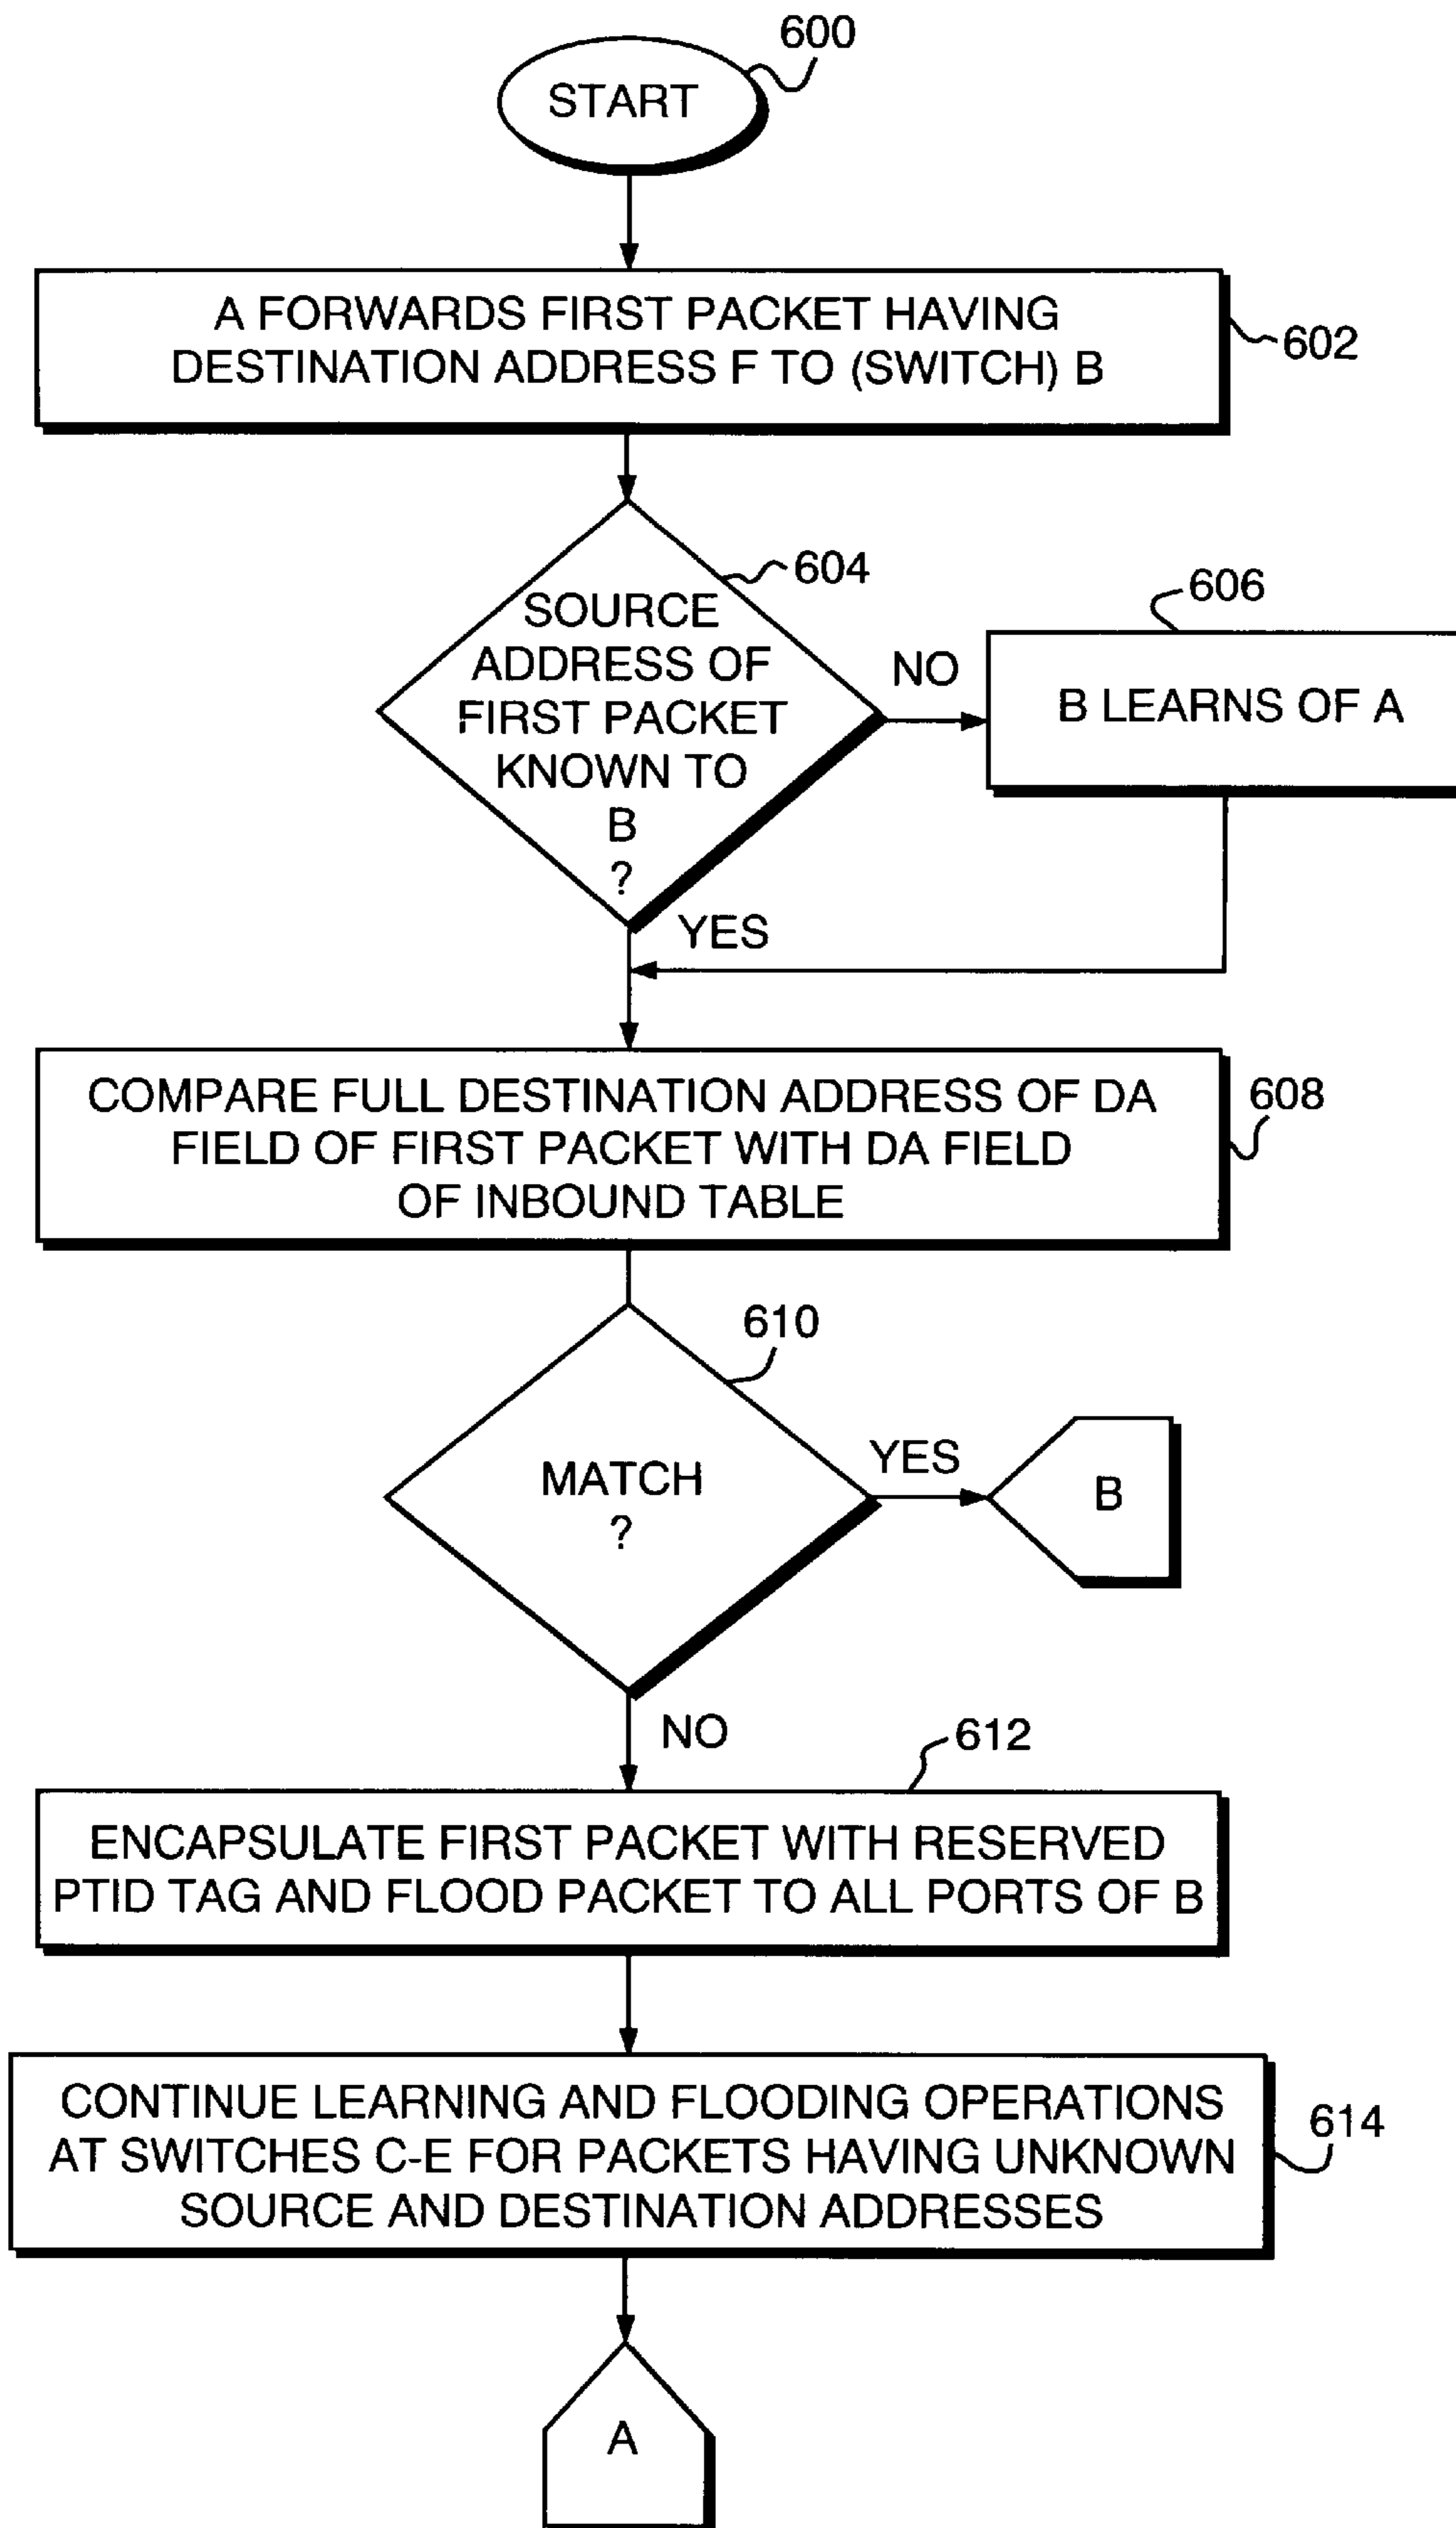 600
START
A FORWARDS FIRST PACKET HAVING
DESTINATION ADDRESS F TO (SWITCH) B
602
604
SOURCE
ADDRESS OF
FIRST PACKET
KNOWN TO
B
?
NO
606
B LEARNS OF A
YES
COMPARE FULL DESTINATION ADDRESS OF DA
FIELD OF FIRST PACKET WITH DA FIELD
OF INBOUND TABLE
608
610
MATCH
?
YES
B
NO
612
ENCAPSULATE FIRST PACKET WITH RESERVED
PTID TAG AND FLOOD PACKET TO ALL PORTS OF B
CONTINUE LEARNING AND FLOODING OPERATIONS
AT SWITCHES C-E FOR PACKETS HAVING UNKNOWN
SOURCE AND DESTINATION ADDRESSES
614
A